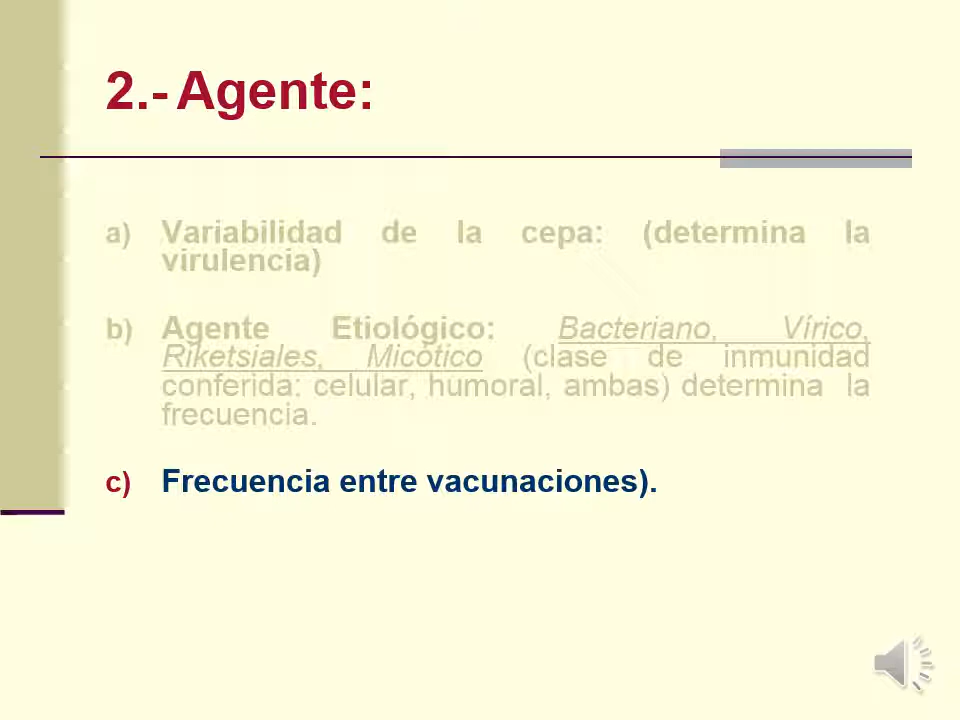 2.- Agente:
a) Variabilidad de la cepa: (determina la
virulencia)
b) Agente Etiológico: Bacteriano, Vírico,
Riketsiales, Micótico (clase de inmunidad
conferida: celular, humoral, ambas) determina la
frecuencia.
c) Frecuencia entre vacunaciones).